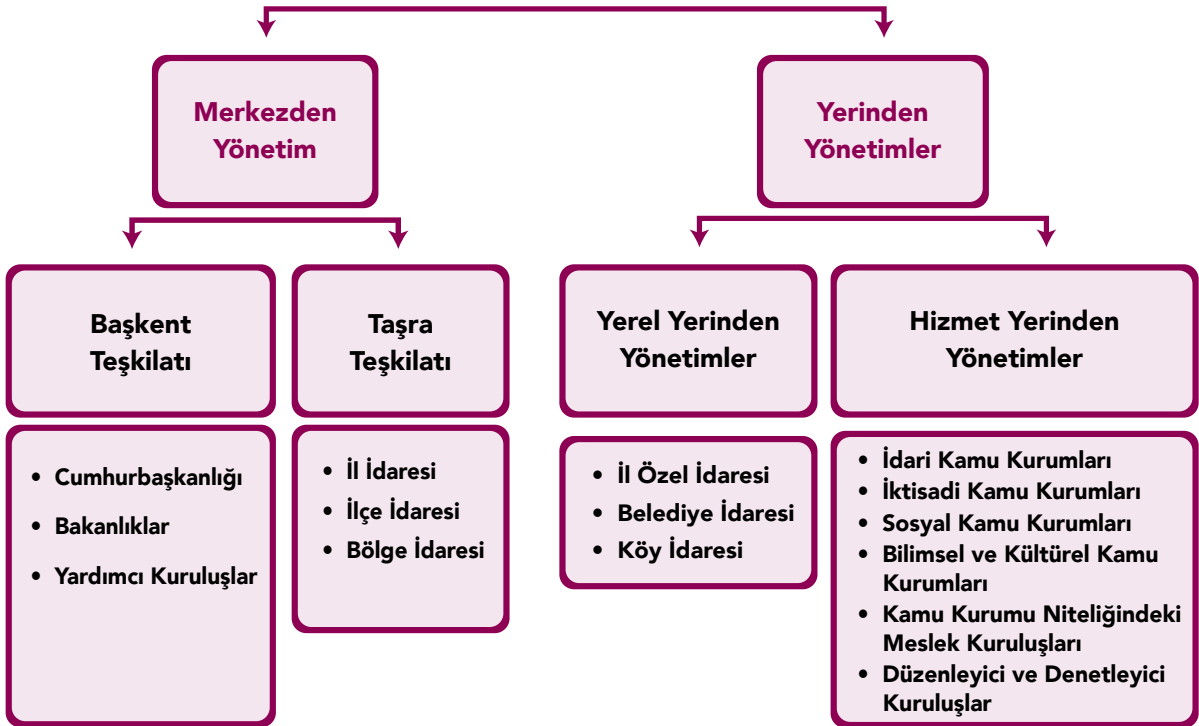 Merkezden
Yönetim
Yerinden
Yönetimler
Başkent
Teşkilatı
Taşra
Teşkilatı
Yerel Yerinden
Yönetimler
Hizmet Yerinden
Yönetimler
• Cumhurbaşkanlığı
• Bakanlıklar
• Yardımcı Kuruluşlar
• İl İdaresi
• İlçe İdaresi
• Bölge İdaresi
• İl Özel İdaresi
• Belediye İdaresi
• Köy İdaresi
• İdari Kamu Kurumları
• İktisadi Kamu Kurumları
• Sosyal Kamu Kurumları
• Bilimsel ve Kültürel Kamu
Kurumları
• Kamu Kurumu Niteliğindeki
Meslek Kuruluşları
• Düzenleyici ve Denetleyici
Kuruluşlar